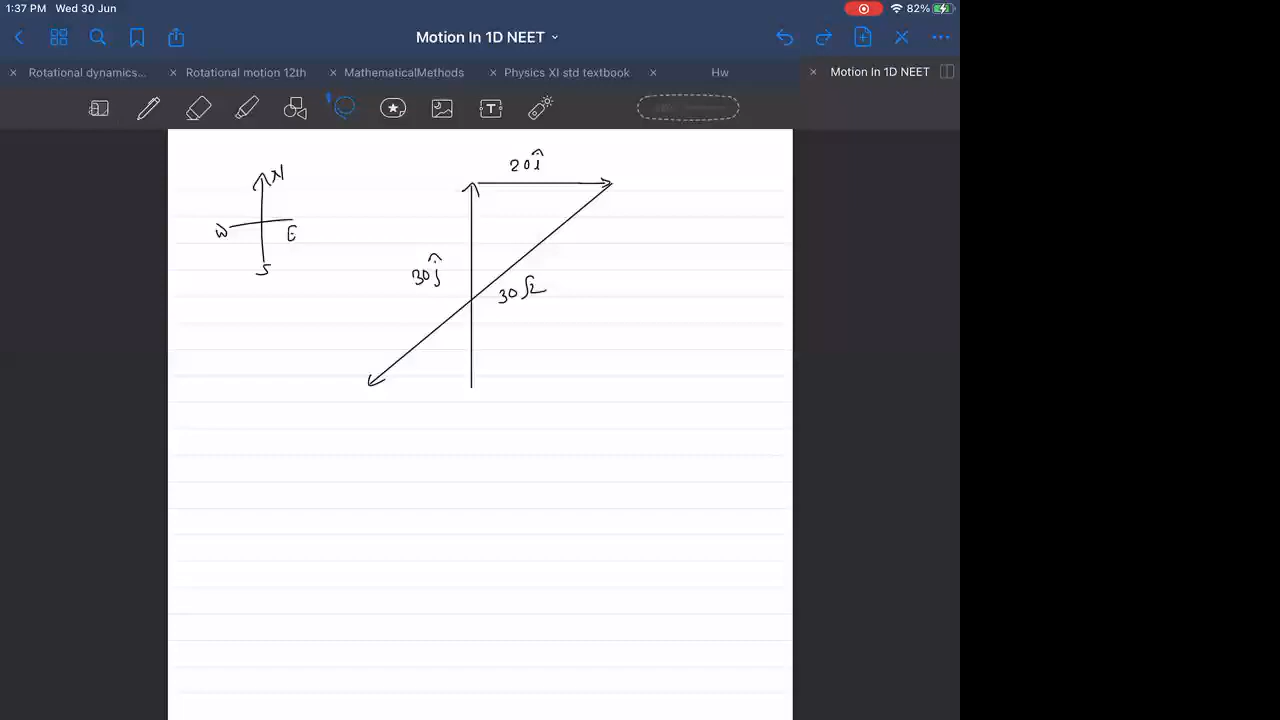 1:37 PM Wed 30 Jun
82%
Motion In 1D NEET
Rotational dynamics...
Rotational motion 12th
MathematicalMethods
Physics XI std textbook
Hw
Motion In 1D NEET
T
20î
N
W
E
S
30ĵ
30√2